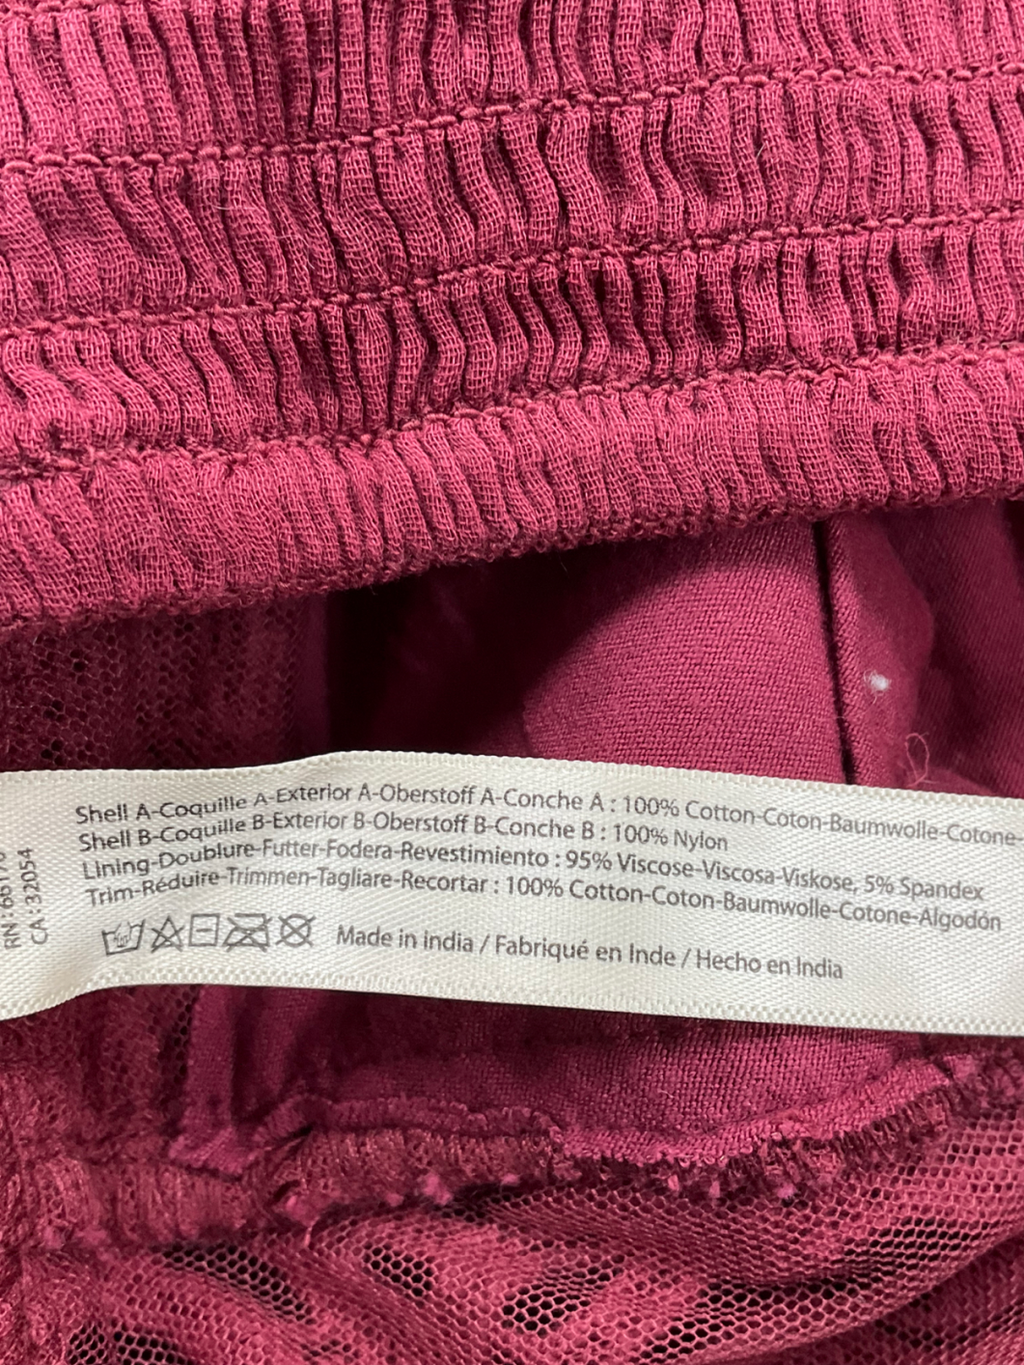 Shell A-Coquille A-Exterior A-Oberstoff A-Conche A : 100% Cotton-Coton-Baumwolle-Cotone-
Shell B-Coquille B-Exterior B-Oberstoff B-Conche B : 100% Nylon
Lining-Doublure-Futter-Fodera-Revestimiento : 95% Viscose-Viscosa-Viskose, 5% Spandex
Trim-Réduire-Trimmen-Tagliare-Recortar : 100% Cotton-Coton-Baumwolle-Cotone-Algodón
Made in india / Fabriqué en Inde / Hecho en India
RN:
CA:32054